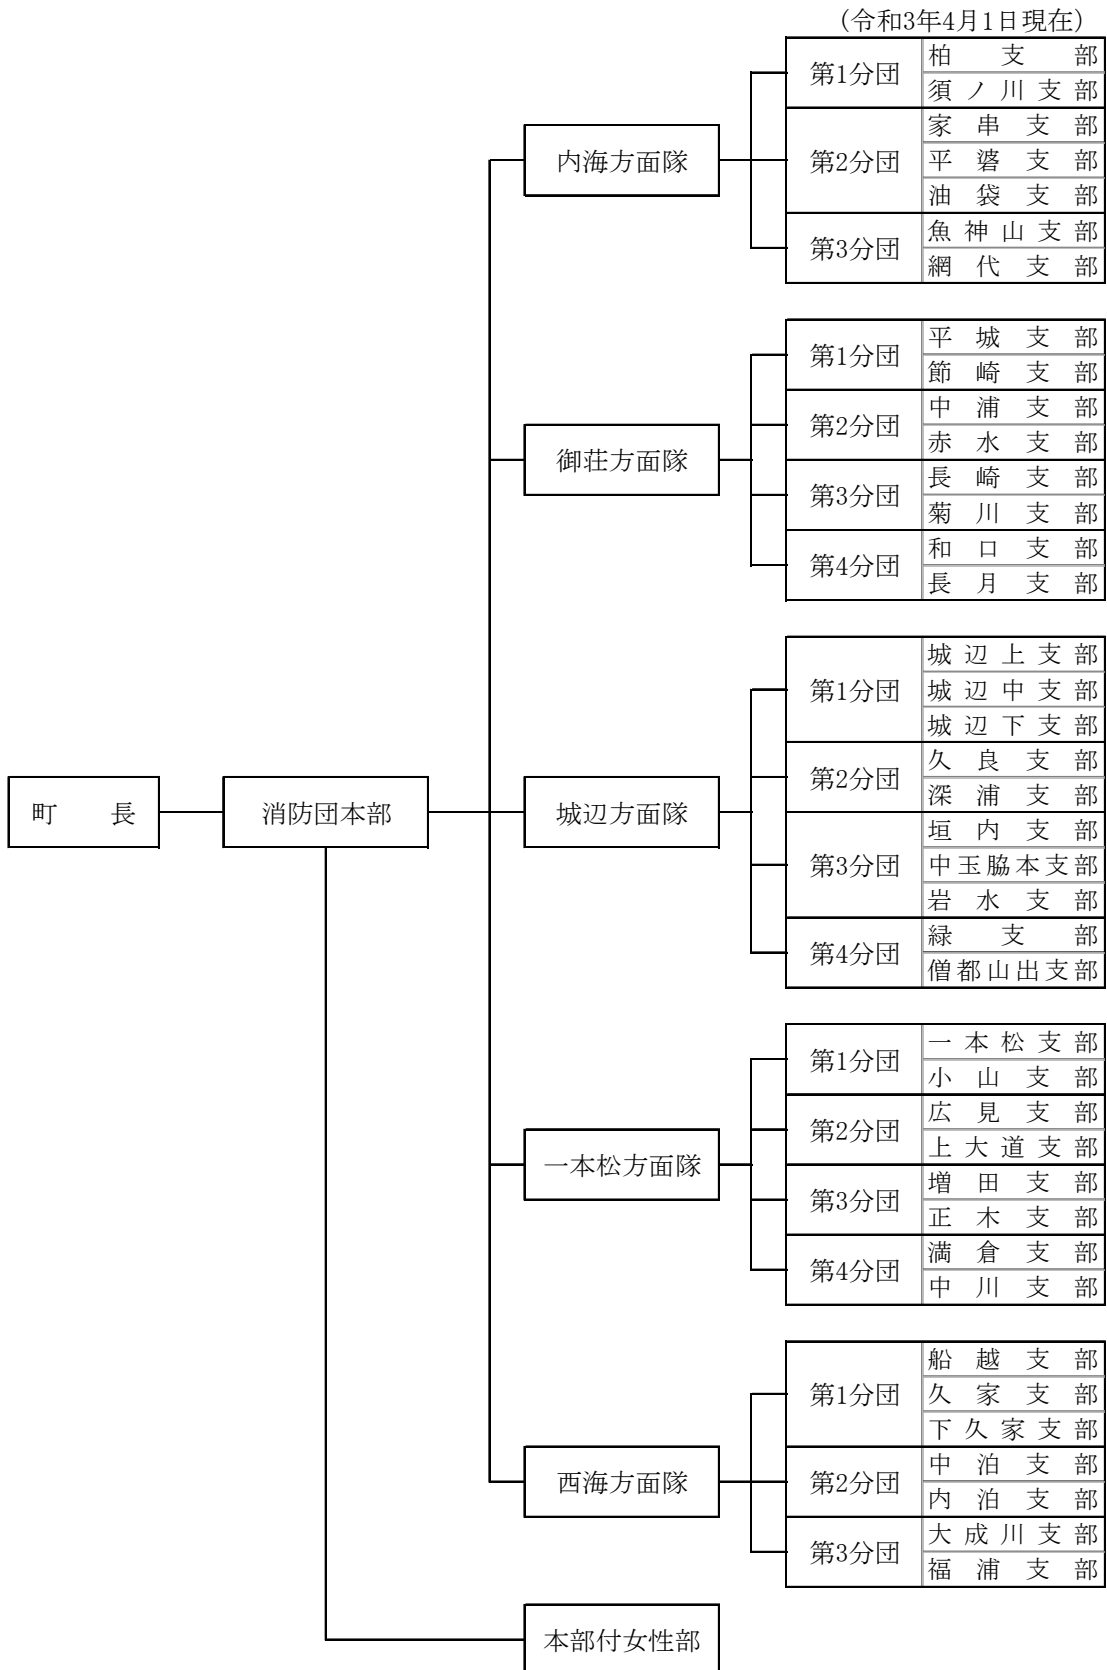 (令和3年4月1日現在)
町長
消防団本部
内海方面隊
第1分団
柏支部
須ノ川支部
第2分団
家串支部
平碆支部
油袋支部
第3分団
魚神山支部
網代支部
御荘方面隊
第1分団
平城支部
節崎支部
第2分団
中浦支部
赤水支部
第3分団
長崎支部
菊川支部
第4分団
和口支部
長月支部
城辺方面隊
第1分団
城辺上支部
城辺中支部
城辺下支部
第2分団
久良支部
深浦支部
第3分団
垣内支部
中玉脇本支部
岩水支部
第4分団
緑支部
僧都山出支部
一本松方面隊
第1分団
一本松支部
小山支部
第2分団
広見支部
上大道支部
第3分団
増田支部
正木支部
第4分団
満倉支部
中川支部
西海方面隊
第1分団
船越支部
久家支部
下久家支部
第2分団
中泊支部
内泊支部
第3分団
大成川支部
福浦支部
本部付女性部